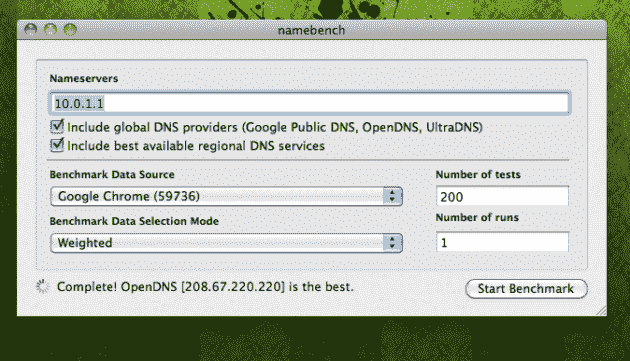 namebench
Nameservers
10.0.1.1
Include global DNS providers (Google Public DNS, OpenDNS, UltraDNS)
Include best available regional DNS services
Benchmark Data Source
Number of tests
Google Chrome (59736)
200
Benchmark Data Selection Mode
Number of runs
Weighted
1
Complete! OpenDNS [208.67.220.220] is the best.
Start Benchmark